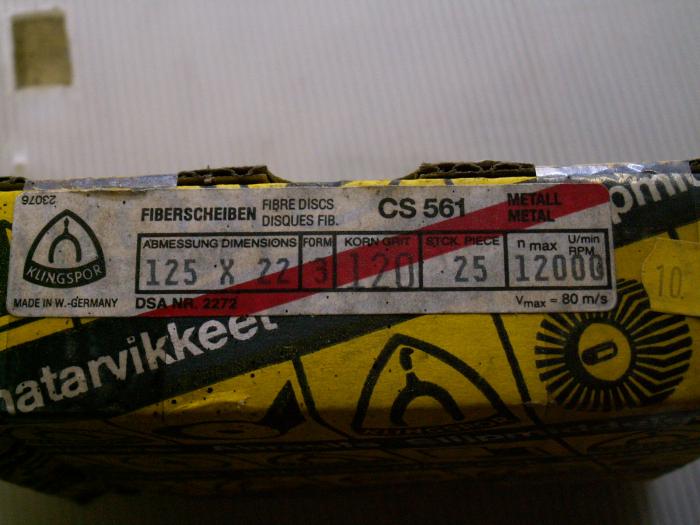 23076
FIBERSCHEIBEN FIBRE DISCS
DISQUES FIB.
CS 561
METALL
METAL
KLINGSPOR
MADE IN W.-GERMANY
ABMESSUNG DIMENSIONS FORM KORN GRIT STCK. PIECE n max U/min RPM
125 X 22 3 120 25 12000
DSA NR. 2272
Vmax = 80 m/s
10.